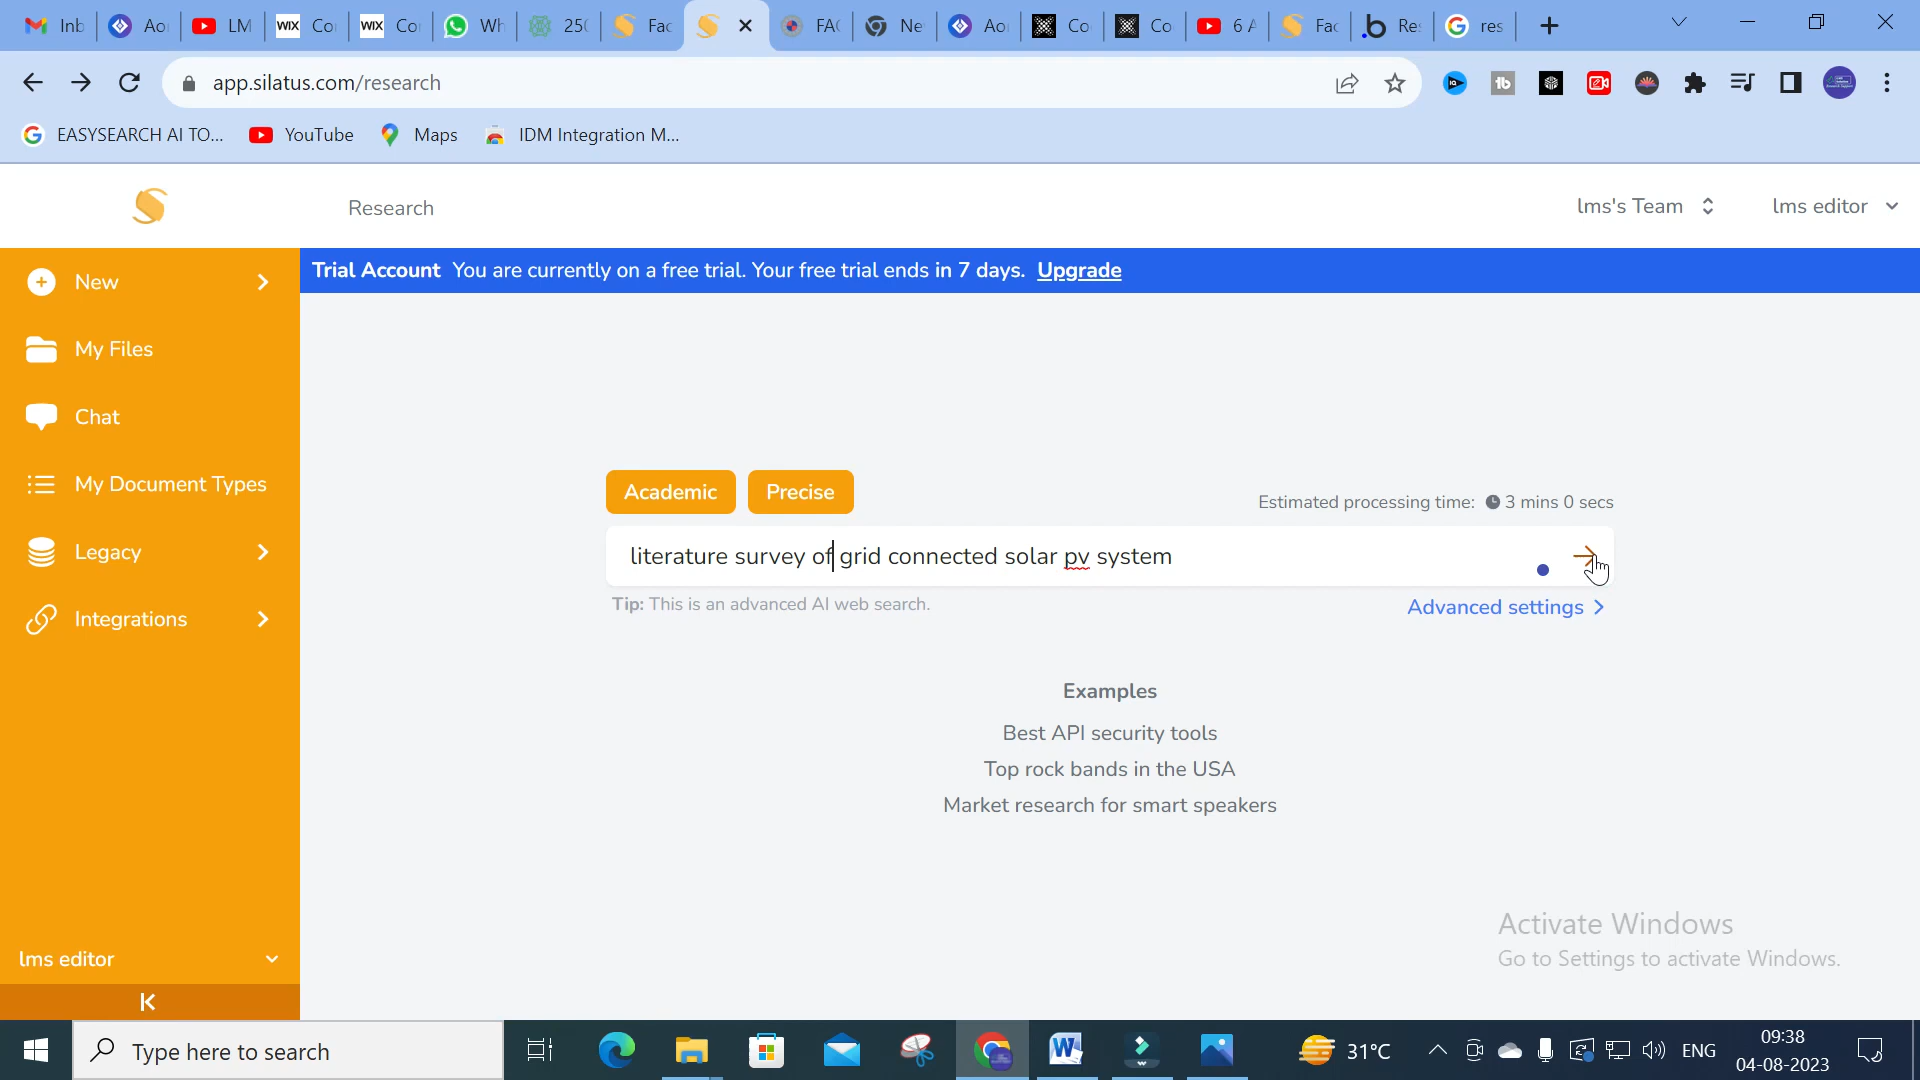 Inb
Ao
LM
WIX
Co
WIX
Co
Wh
250
Fac
FAC
Ne
Ao
Co
Co
6 A
Fac
Re
res
app.silatus.com/research
EASYSEARCH AI TO...
YouTube
Maps
IDM Integration M...
Research
lms's Team
lms editor
Trial Account You are currently on a free trial. Your free trial ends in 7 days. Upgrade
New
My Files
Chat
My Document Types
Legacy
Integrations
lms editor
Academic
Precise
Estimated processing time: 3 mins 0 secs
literature survey of grid connected solar pv system
Tip: This is an advanced AI web search.
Advanced settings
Examples
Best API security tools
Top rock bands in the USA
Market research for smart speakers
Activate Windows
Go to Settings to activate Windows.
Type here to search
31°C
ENG
09:38
04-08-2023